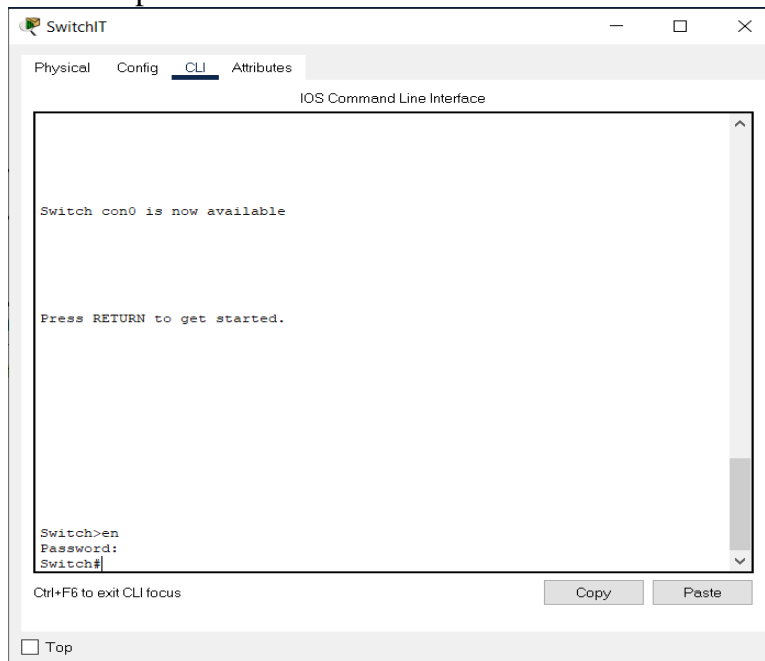 SwitchIT
Physical Config CLI Attributes
IOS Command Line Interface
Switch con0 is now available
Press RETURN to get started.
Switch>en
Password:
Switch#
Ctrl+F6 to exit CLI focus
Copy Paste
Top